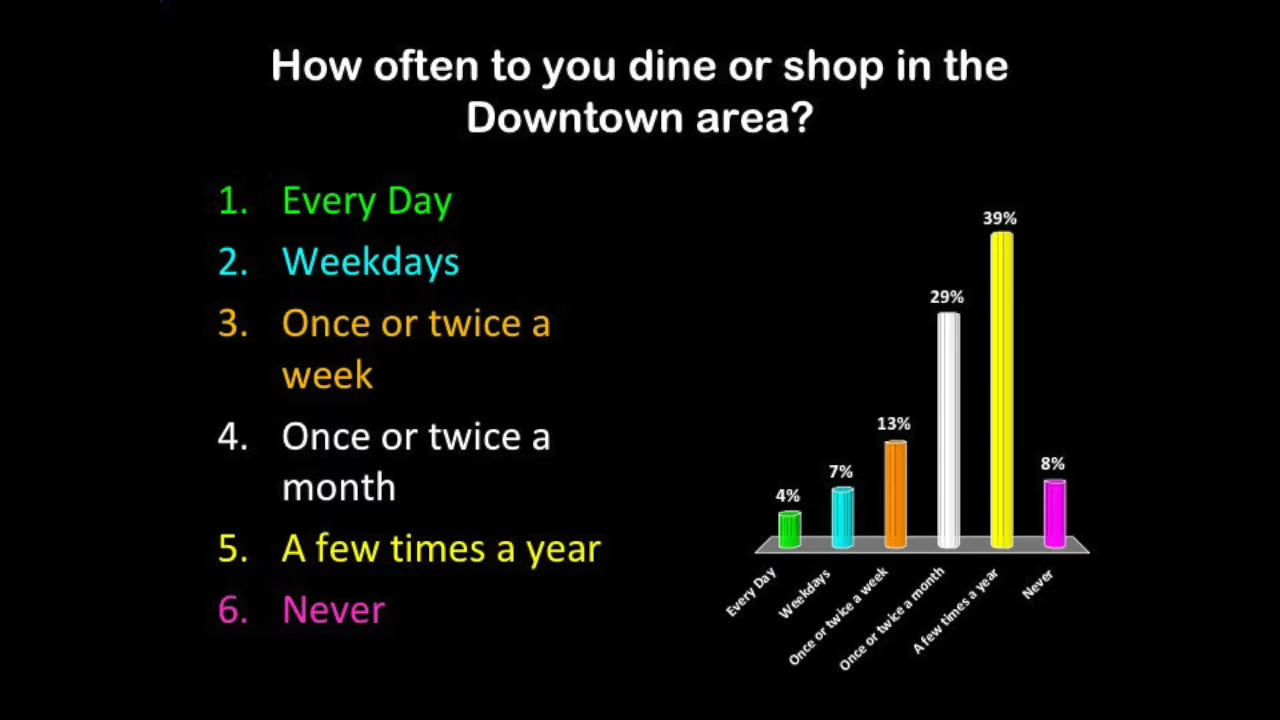 How often to you dine or shop in the
Downtown area?
1. Every Day
2. Weekdays
3. Once or twice a
week
4. Once or twice a
month
5. A few times a year
6. Never
39%
29%
13%
8%
7%
4%
Every Day
Weekdays
Once or twice a week
Once or twice a month
A few times a year
Never